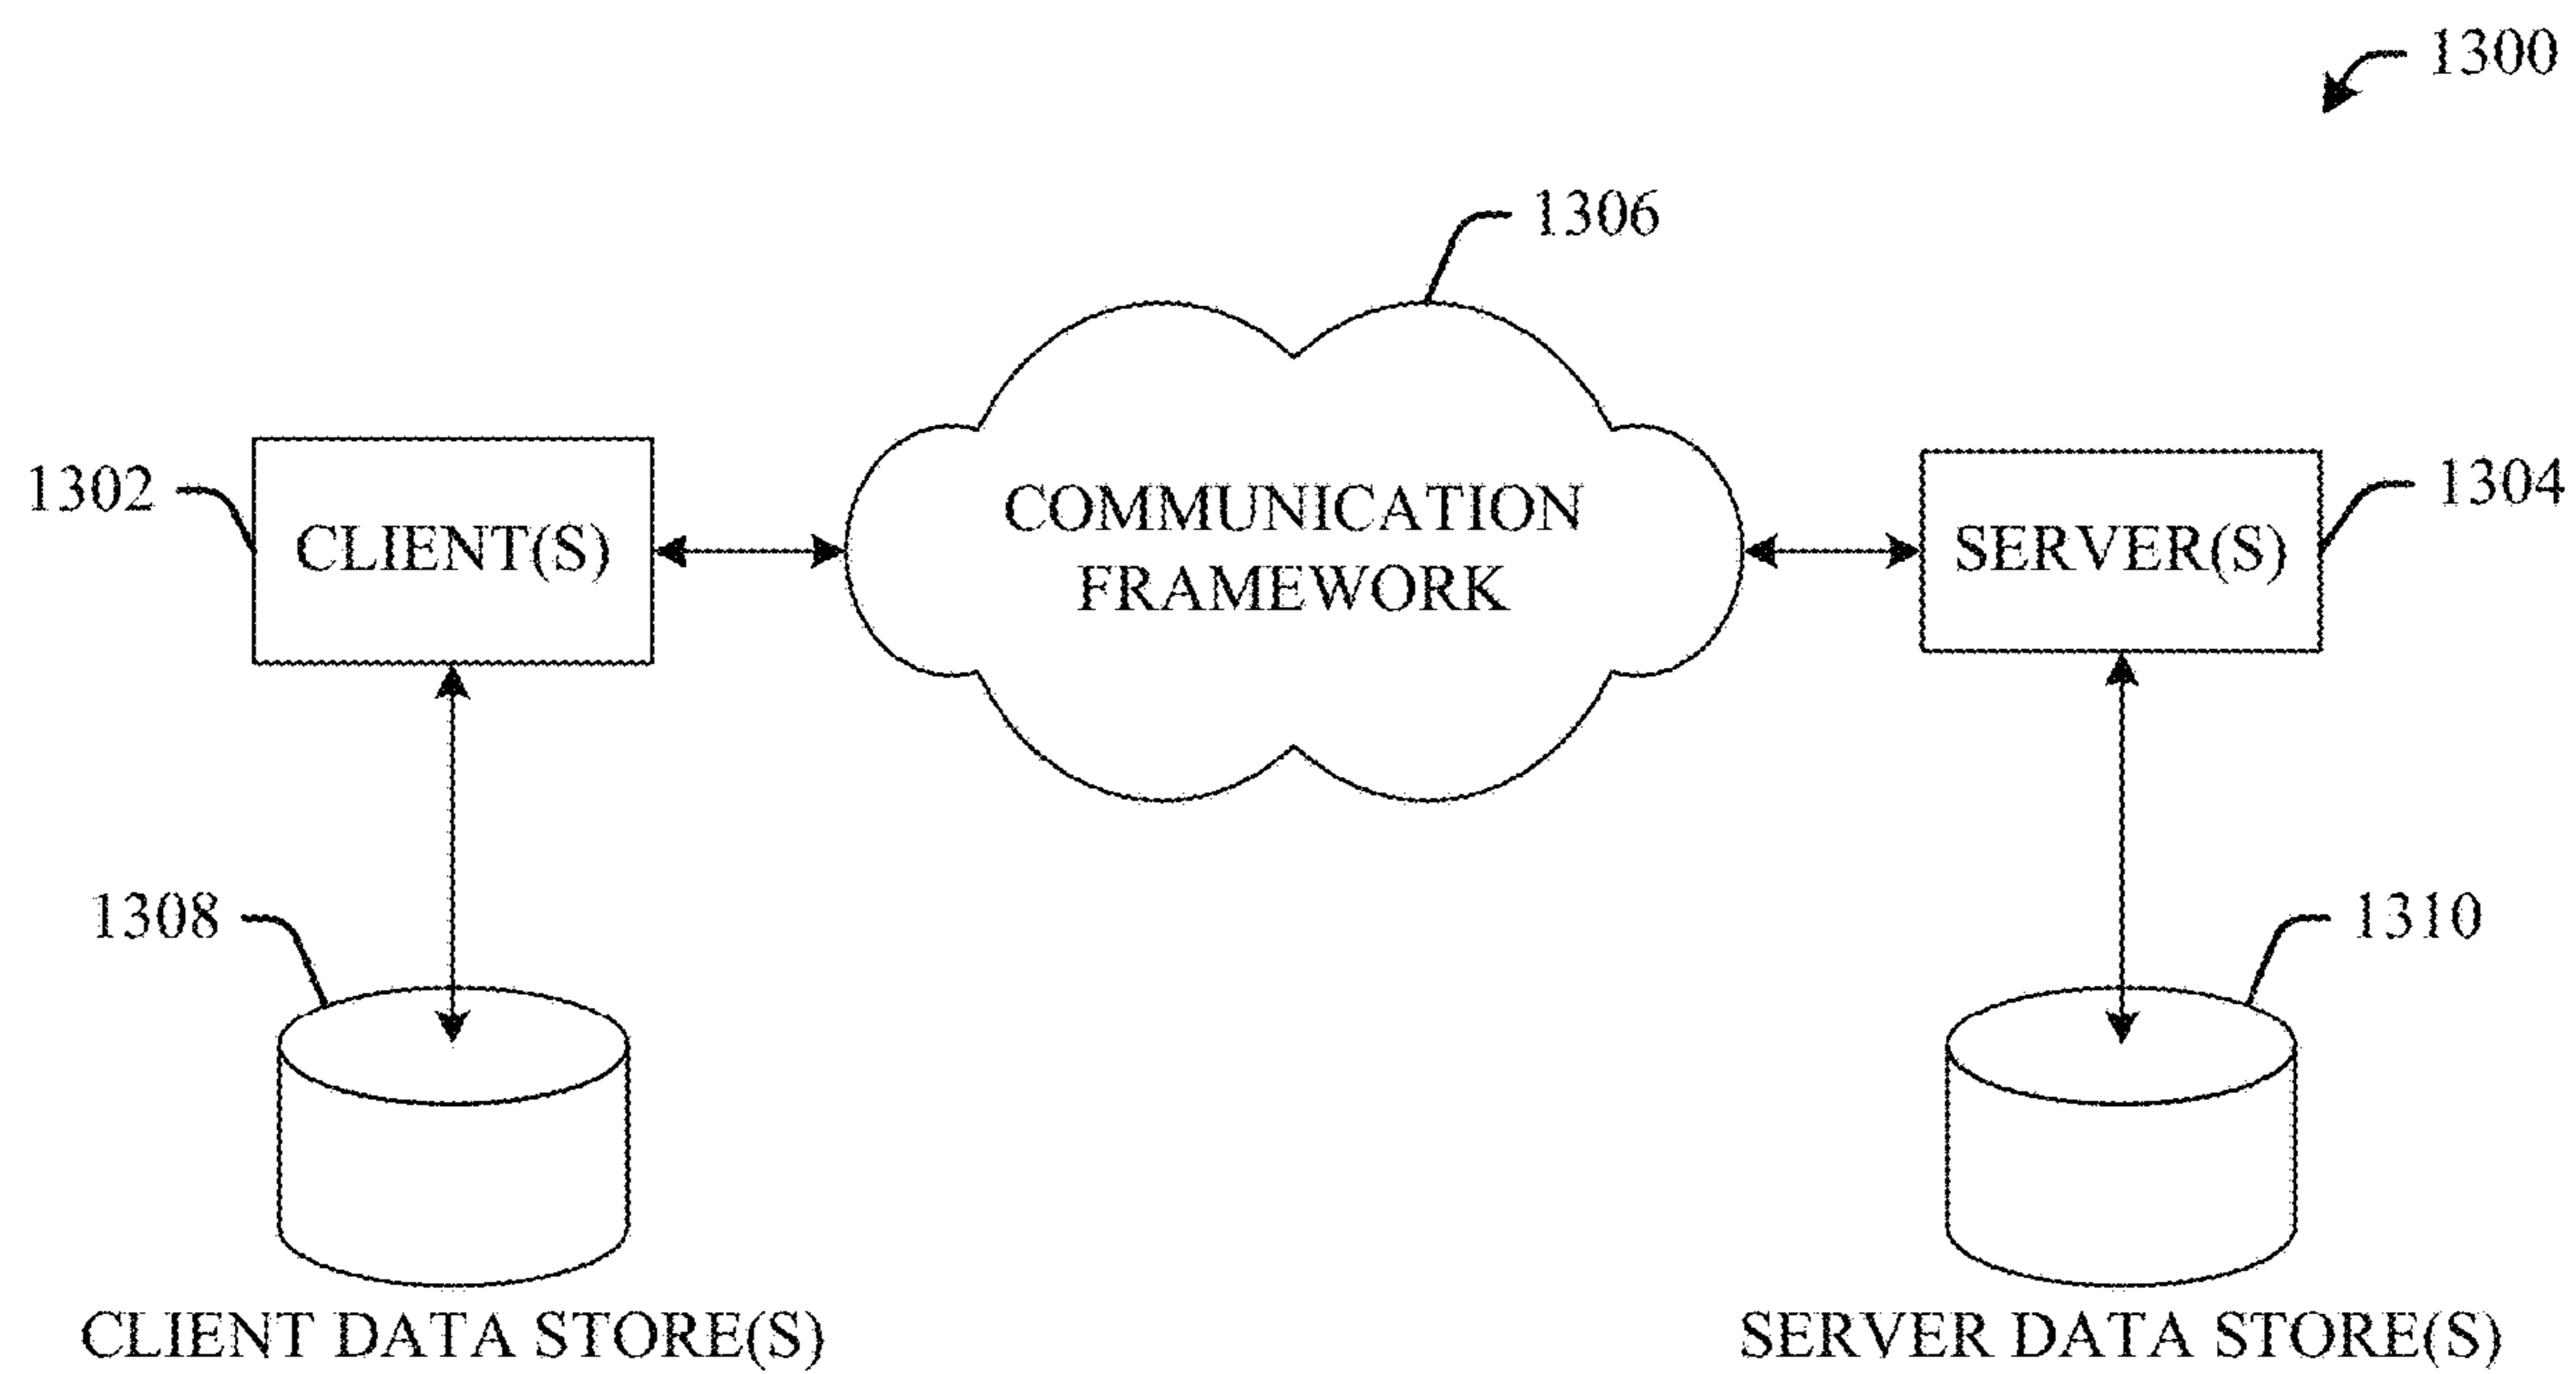 1300
1306
1302
CLIENT(S)
COMMUNICATION
FRAMEWORK
SERVER(S)
1304
1308
1310
CLIENT DATA STORE(S)
SERVER DATA STORE(S)